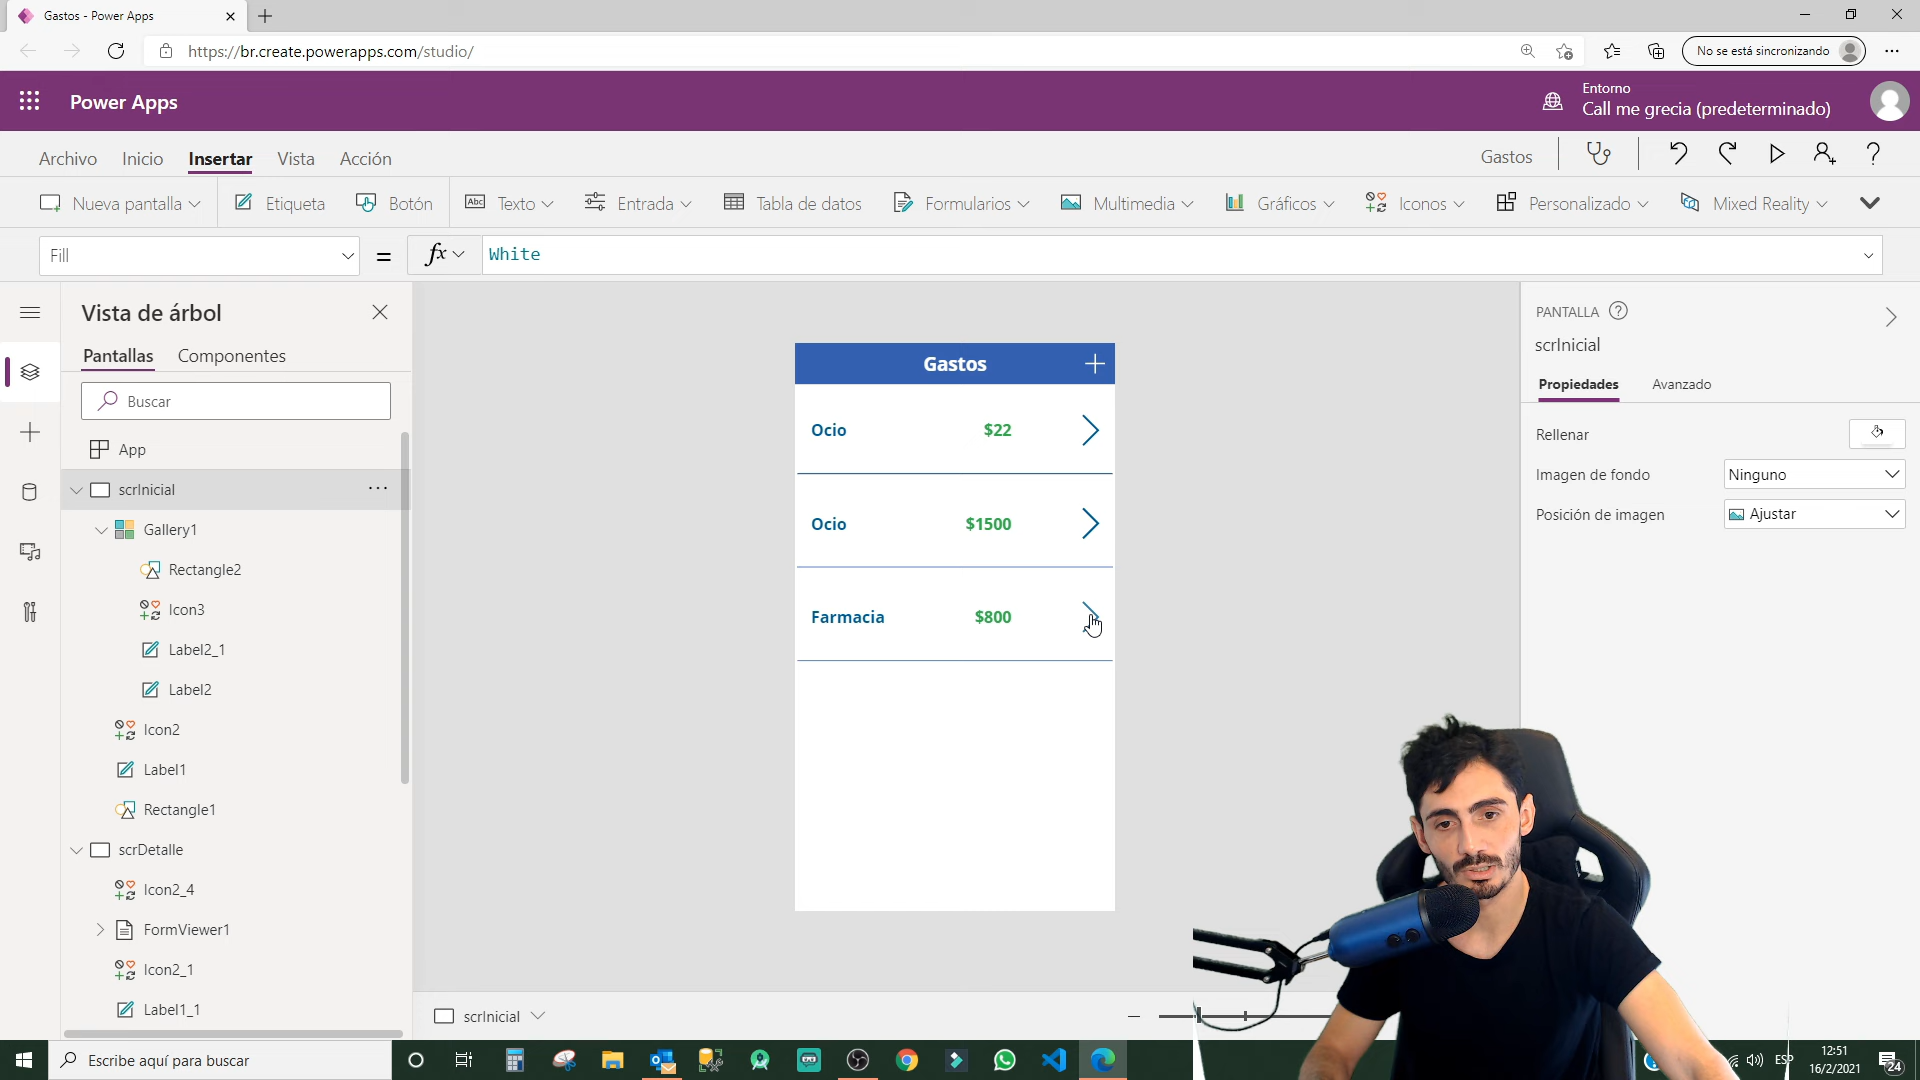 Gastos - Power Apps
https://br.create.powerapps.com/studio/
No se está sincronizando
Power Apps
Entorno
Call me grecia (predeterminado)
Archivo Inicio Insertar Vista Acción Gastos
Nueva pantalla Etiqueta Botón Abc Texto Entrada Tabla de datos Formularios Multimedia Gráficos Iconos Personalizado Mixed Reality
Fill = fx White
Vista de árbol
Pantallas Componentes
Buscar
App
scrInicial
Gallery1
Rectangle2
Icon3
Label2_1
Label2
Icon2
Label1
Rectangle1
scrDetalle
Icon2_4
FormViewer1
Icon2_1
Label1_1
Gastos
Ocio $22
Ocio $1500
Farmacia $800
scrInicial
PANTALLA
scrInicial
Propiedades Avanzado
Rellenar
Imagen de fondo Ninguno
Posición de imagen Ajustar
Escribe aquí para buscar
ESP
12:51
16/2/2021
24